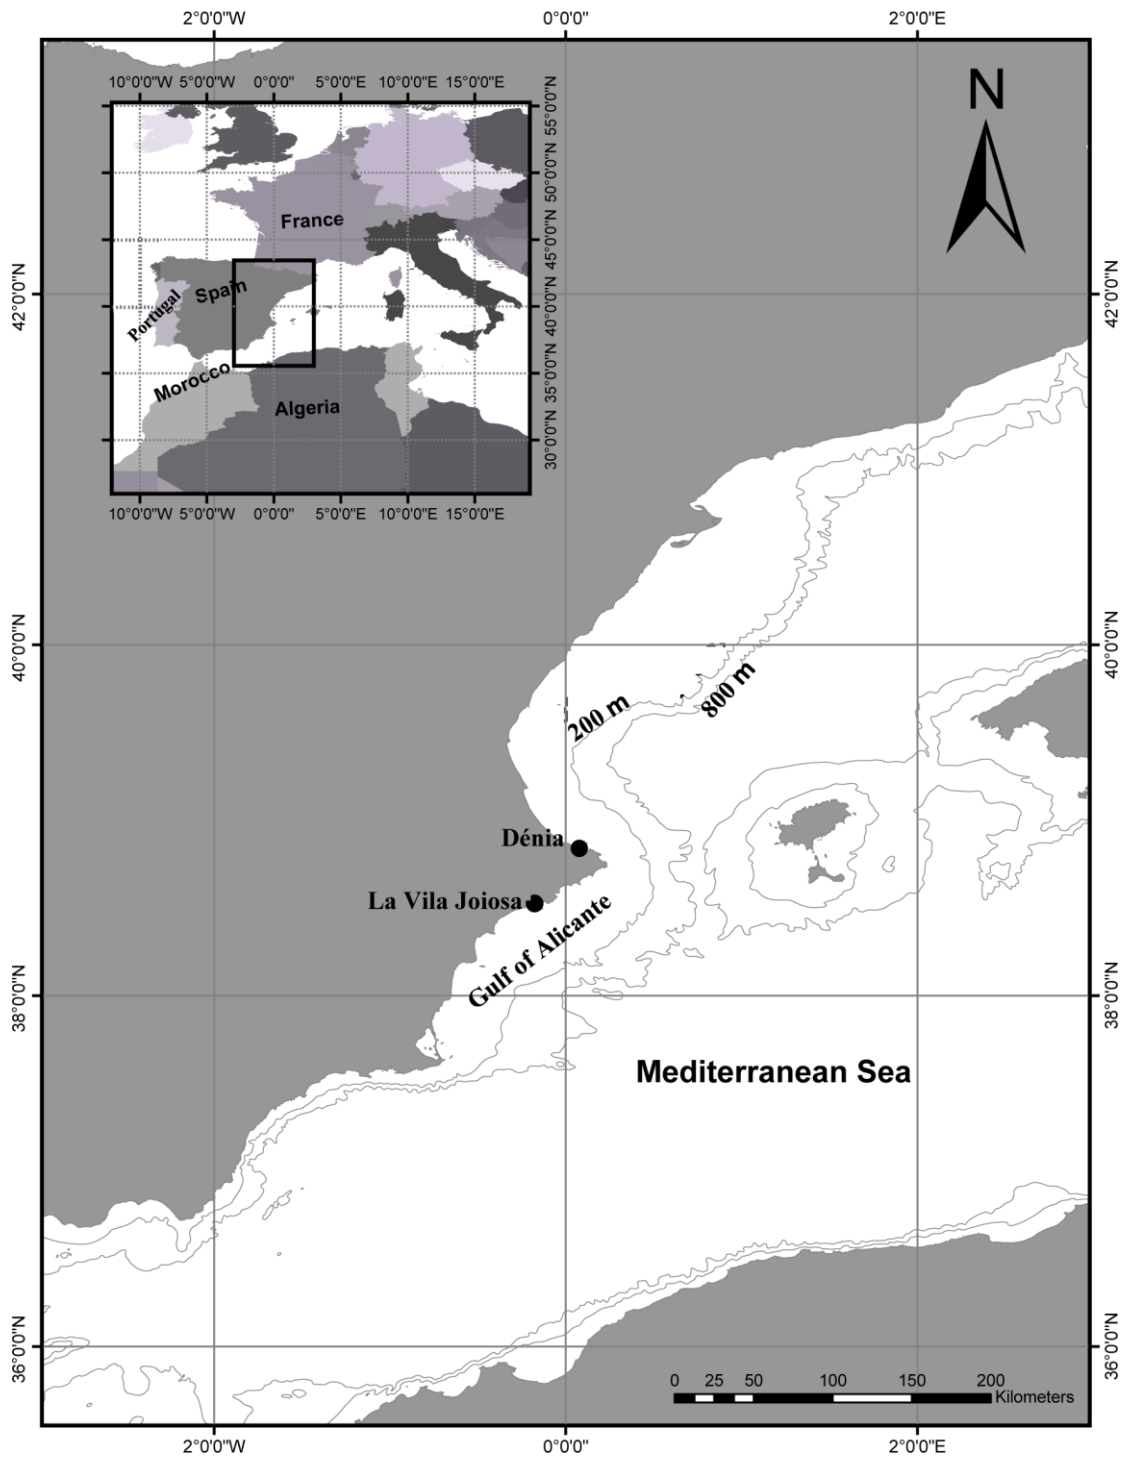 2°0'0"W 0°0'0" 2°0'0"E
N
10°0'0"W 5°0'0"W 0°0'0" 5°0'0"E 10°0'0"E 15°0'0"E
55°0'0"N
50°0'0"N
45°0'0"N
40°0'0"N
35°0'0"N
30°0'0"N
France
Spain
Portugal
Morocco
Algeria
10°0'0"W 5°0'0"W 0°0'0" 5°0'0"E 10°0'0"E 15°0'0"E
42°0'0"N 42°0'0"N
40°0'0"N 40°0'0"N
800 m
200 m
Dénia
La Vila Joiosa
Gulf of Alicante
38°0'0"N 38°0'0"N
Mediterranean Sea
36°0'0"N 36°0'0"N
0 25 50 100 150 200
Kilometers
2°0'0"W 0°0'0" 2°0'0"E